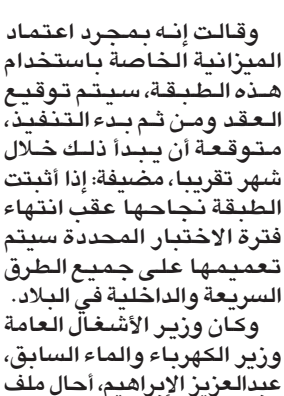 وقالت إنه بمجرد اعتماد
الميزانية الخاصة باستخدام
هذه الطبقة، سيتم توقيع
العقد ومن ثم بدء التنفيذ،
متوقعة أن يبدأ ذلك خلال
شهر تقريبا، مضيفة: إذا أثبتت
الطبقة نجاحها عقب انتهاء
فترة الاختبار المحددة سيتم
تعميمها على جميع الطرق
السريعة والداخلية في البلاد.
وكان وزير الأشغال العامة
وزير الكهرباء والماء السابق،
عبدالعزيز الإبراهيم، أحال ملف